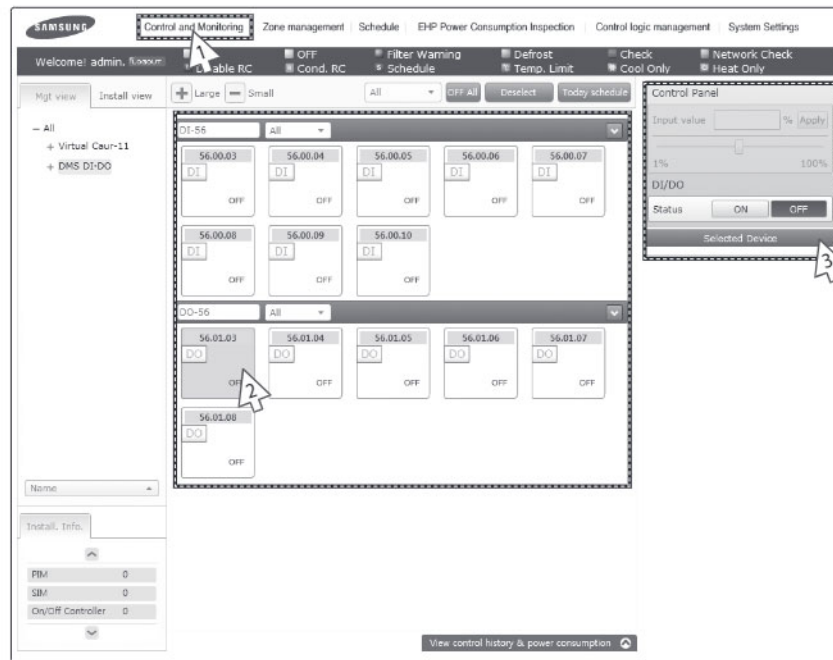 SAMSUNG
Control and Monitoring Zone management Schedule EHP Power Consumption Inspection Control logic management System Settings
1
Welcome! admin. Logout
OFF Filter Warning Defrost Check Network Check
able RC Cond. RC Schedule Temp. Limit Cool Only Heat Only
Mgt view Install view
Large Small All OFF All Deselect Today schedule
Control Panel
Input value % Apply
1% 100%
DI/DO
Status ON OFF
Selected Device
3
- All
+ Virtual Caur-11
+ DMS DI-DO
DI-56 All
56.00.03 56.00.04 56.00.05 56.00.06 56.00.07
DI DI DI DI DI
OFF OFF OFF OFF OFF
56.00.08 56.00.09 56.00.10
DI DI DI
OFF OFF OFF
DO-56 All
56.01.03 56.01.04 56.01.05 56.01.06 56.01.07
DO DO DO DO DO
OFF OFF OFF OFF OFF
2
56.01.08
DO
OFF
Name
Install. Info.
PIM 0
SIM 0
On/Off Controller 0
View control history & power consumption